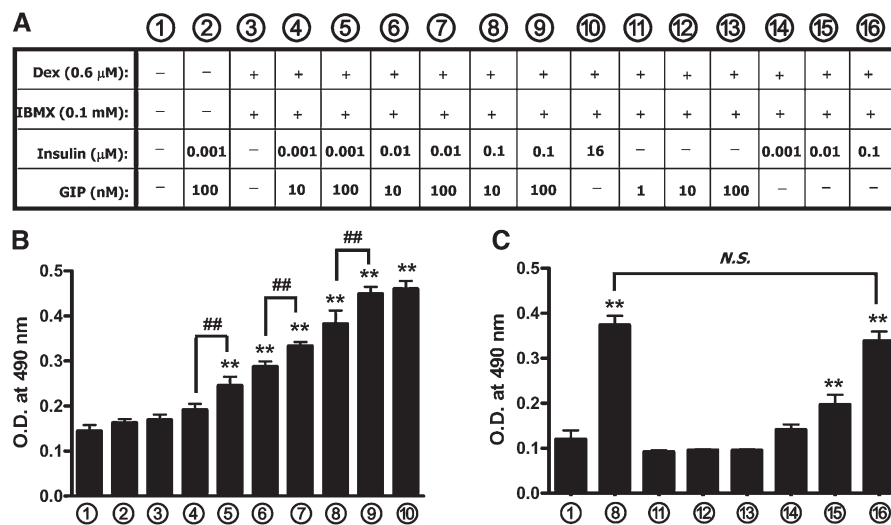 A ① ② ③ ④ ⑤ ⑥ ⑦ ⑧ ⑨ ⑩ ⑪ ⑫ ⑬ ⑭ ⑮ ⑯
Dex (0.6 µM): – – + + + + + + + + + + + + + +
IBMX (0.1 mM): – – + + + + + + + + + + + + + +
Insulin (µM): – 0.001 – 0.001 0.001 0.01 0.01 0.1 0.1 16 – – – 0.001 0.01 0.1
GIP (nM): – 100 – 10 100 10 100 10 100 – 1 10 100 – – –
B
O.D. at 490 nm
0.5
0.4
0.3
0.2
0.1
0.0
## ## ##
** ** ** ** ** **
① ② ③ ④ ⑤ ⑥ ⑦ ⑧ ⑨ ⑩
C
O.D. at 490 nm
0.5
0.4
0.3
0.2
0.1
0.0
N.S.
** ** **
① ⑧ ⑪ ⑫ ⑬ ⑭ ⑮ ⑯